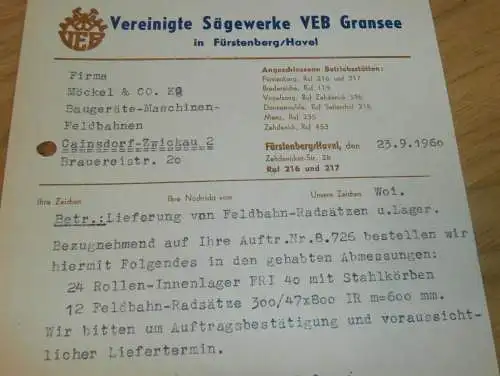 VEB
Vereinigte Sägewerke VEB Gransee
in Fürstenberg/Havel
Firma
Möckel & CO. KG
Baugeräte-Maschinen-
Feldbahnen
Cainsdorf-Zwickau 2
Brauereistr. 20
Angeschlossene Betriebsstätten:
Fürstenberg, Ruf 216 und 217
Bredereiche, Ruf 119
Vogelsang, Ruf Zehdenick 396
Dannenwalde, Ruf Seilershof 218
Menz, Ruf 235
Zehdenick, Ruf 453
Fürstenberg/Havel, den 23.9.1960
Zehdenicker Str. 2b
Ruf 216 und 217
Ihre Zeichen Ihre Nachricht vom Unsere Zeichen Woi.
Betr.: Lieferung von Feldbahn-Radsätzen u.Lager.
Bezugnehmend auf Ihre Auftr.Nr.8.726 bestellen wir
hiermit Folgendes in den gehabten Abmessungen:
24 Rollen-Innenlager FRI 40 mit Stahlkörben
12 Feldbahn-Radsätze 300/47x800 IR m=600 mm.
Wir bitten um Auftragsbestätigung und voraussicht-
licher Liefertermin.